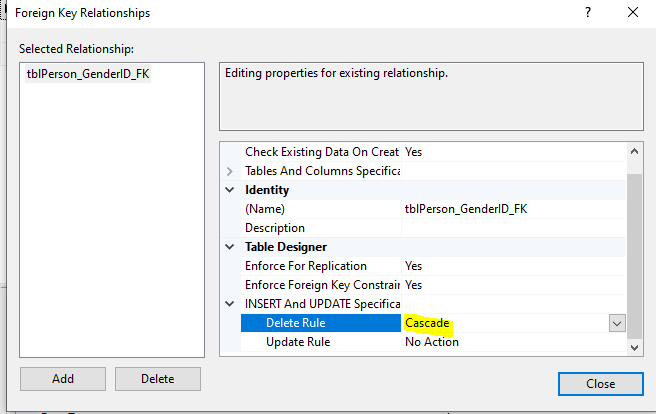 Foreign Key Relationships
Selected Relationship:
tblPerson_GenderID_FK
Editing properties for existing relationship.
Check Existing Data On Creat Yes
Tables And Columns Specifica
Identity
(Name) tblPerson_GenderID_FK
Description
Table Designer
Enforce For Replication Yes
Enforce Foreign Key Constrain Yes
INSERT And UPDATE Specifica
Delete Rule Cascade
Update Rule No Action
Add Delete
Close